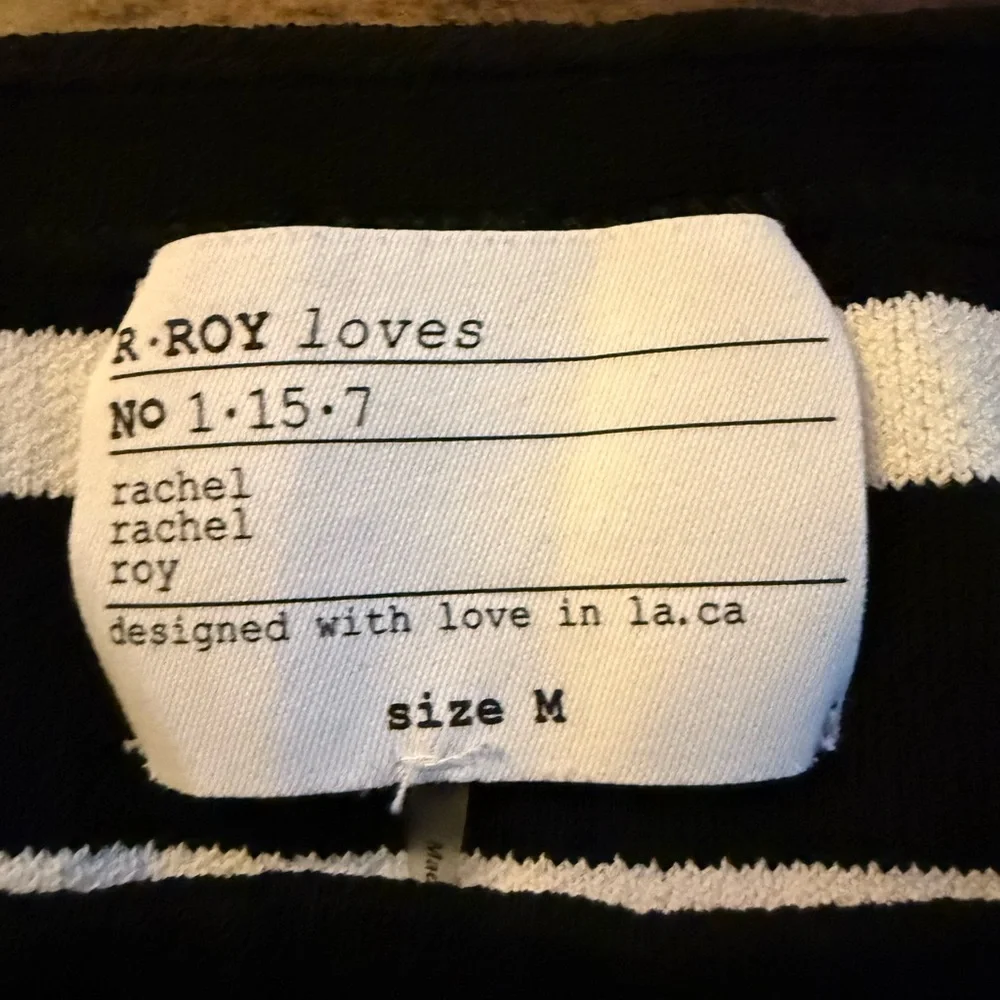 R·ROY loves
No 1·15·7
rachel
rachel
roy
designed with love in la.ca
size M